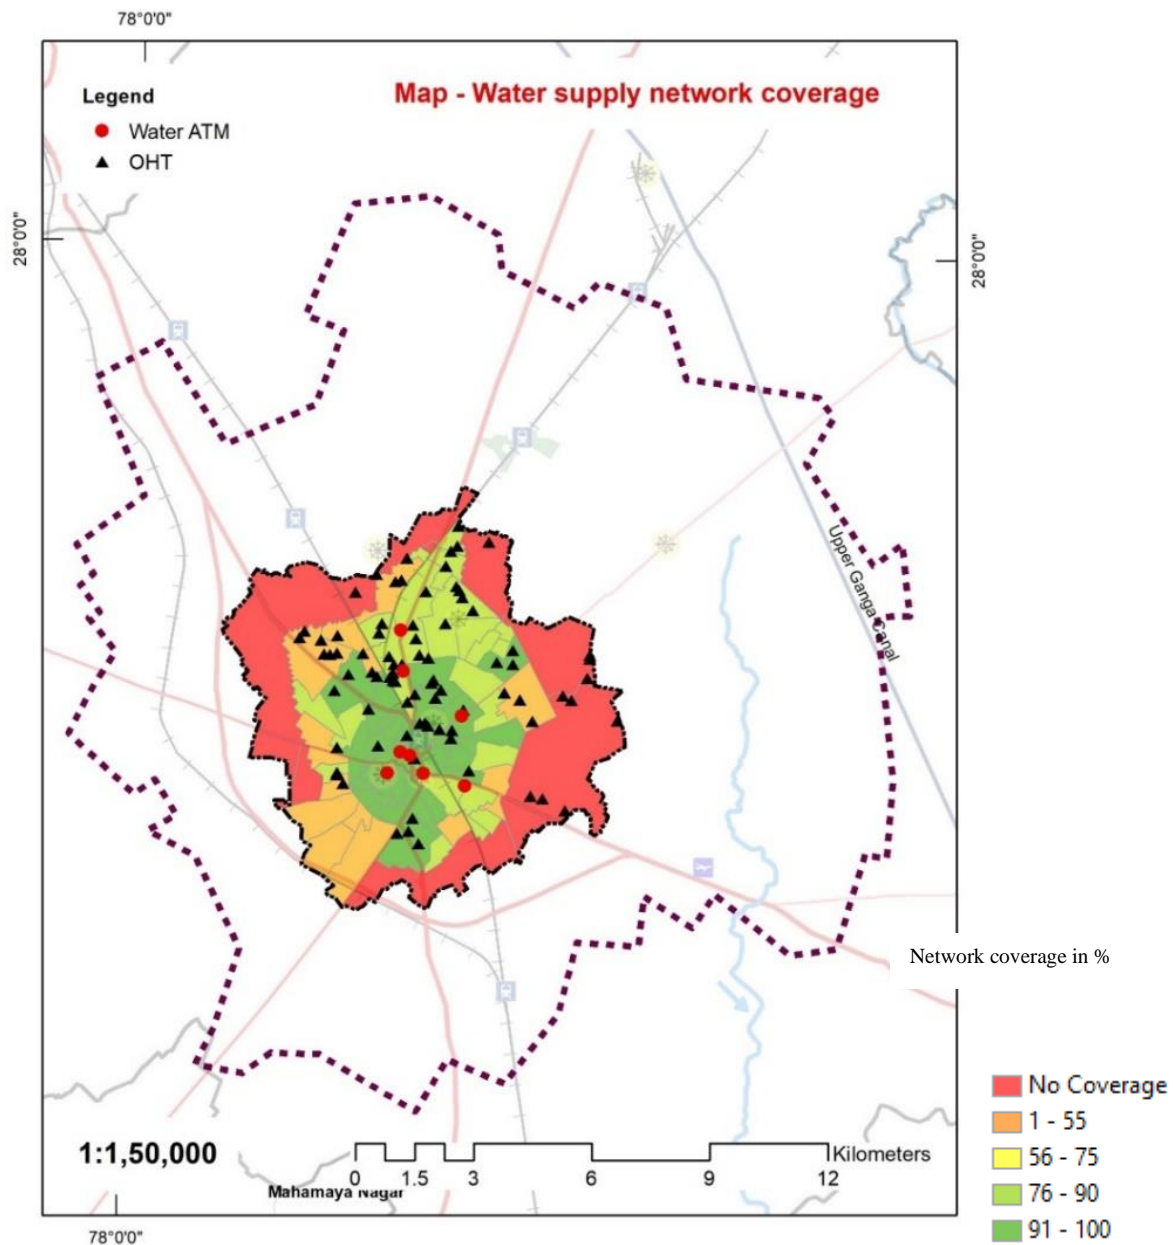 78°0'0"
Map - Water supply network coverage
Legend
Water ATM
OHT
28°0'0"
28°0'0"
Upper Ganga Canal
Network coverage in %
No Coverage
1 - 55
56 - 75
76 - 90
91 - 100
1:1,50,000
0 1.5 3 6 9 12
Kilometers
Mahamaya Nagar
78°0'0"